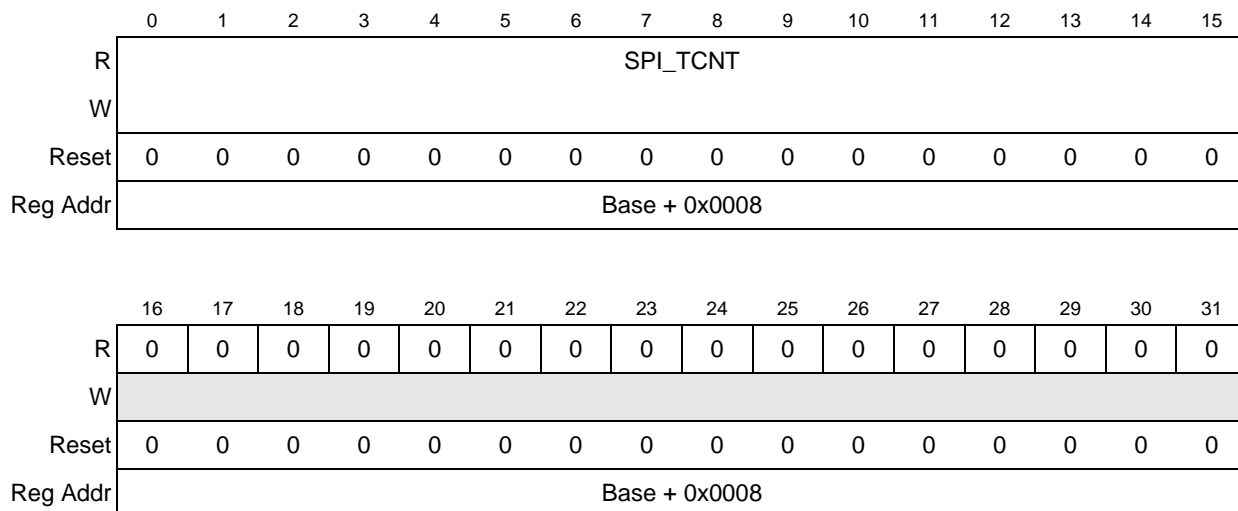 0 1 2 3 4 5 6 7 8 9 10 11 12 13 14 15
R SPI_TCNT
W
Reset 0 0 0 0 0 0 0 0 0 0 0 0 0 0 0 0
Reg Addr Base + 0x0008
16 17 18 19 20 21 22 23 24 25 26 27 28 29 30 31
R 0 0 0 0 0 0 0 0 0 0 0 0 0 0 0 0
W
Reset 0 0 0 0 0 0 0 0 0 0 0 0 0 0 0 0
Reg Addr Base + 0x0008